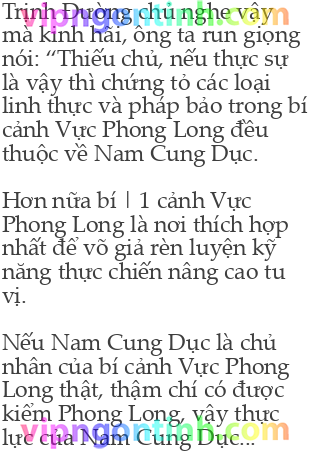 Trịnh Đường chủ nghe vậy
mà kinh hãi, ông ta run giọng
nói: “Thiếu chủ, nếu thực sự
là vậy thì chứng tỏ các loại
linh thực và pháp bảo trong bí
cảnh Vực Phong Long đều
thuộc về Nam Cung Dục.
Hơn nữa bí | 1 cảnh Vực
Phong Long là nơi thích hợp
nhất để võ giả rèn luyện kỹ
năng thực chiến nâng cao tu
vị.
Nếu Nam Cung Dục là chủ
nhân của bí cảnh Vực Phong
Long thật, thậm chí có được
kiếm Phong Long, vậy thực
lực của Nam Cung Dục...
vipngontinh.com
vipngontinh.com